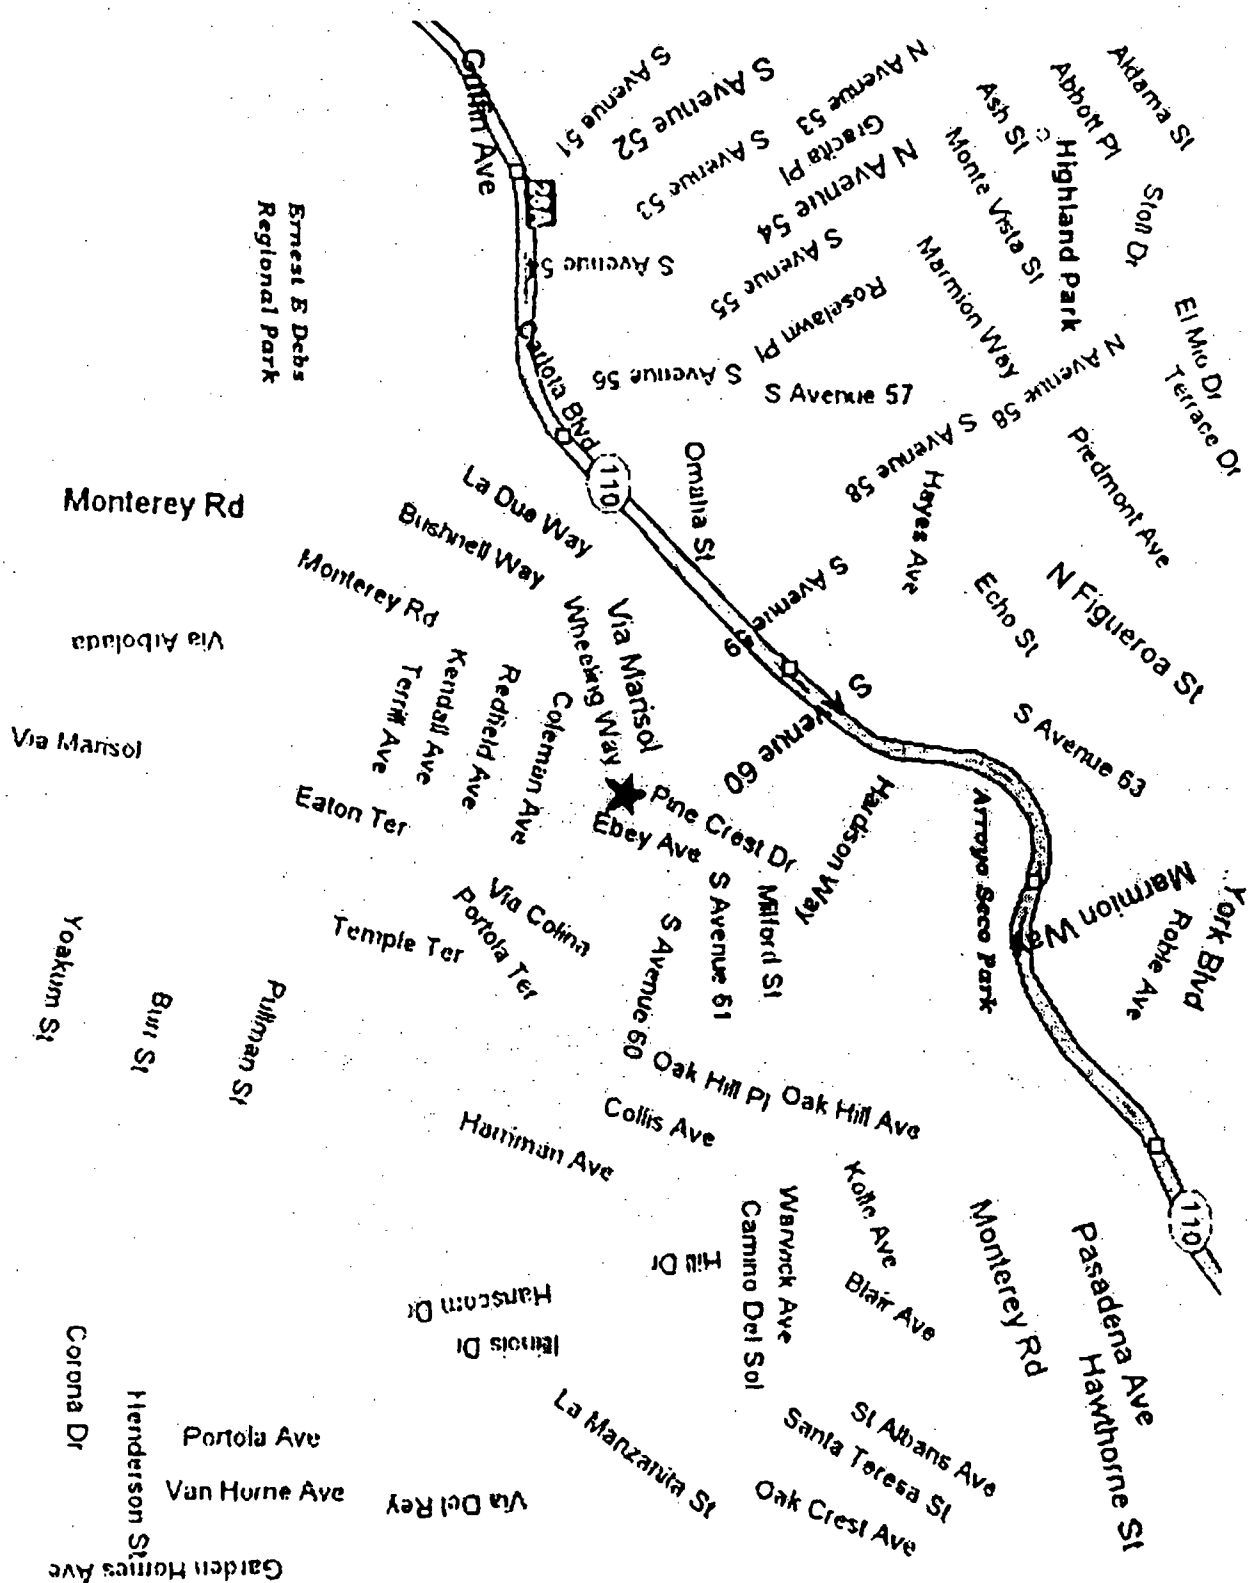 Griffin Ave
S Avenue 51
S Avenue 52
N Avenue 53
Aldama St
Abbott Pl
Ash St
Gracita Pl
S Avenue 53
N Avenue 54
Monte Vista St
Highland Park
Stoll Dr
28A
Ernest E Debs
Regional Park
S Avenue 54
S Avenue 55
Marmion Way
Roselawn Pl
El Mio Dr
Terrace Dr
N Avenue 58
Carlota Blvd
S Avenue 56
S Avenue 57
S Avenue 58
Piedmont Ave
110
Omaha St
Hayes Ave
Monterey Rd
La Due Way
Bushnell Way
Monterey Rd
S Avenue
Echo St
N Figueroa St
Via Arbolada
Wheeling Way
Via Marisol
Terrill Ave
Kendall Ave
Redfield Ave
Coleman Ave
S
venue 60
S Avenue 63
Via Marisol
Eaton Ter
Pine Crest Dr
Ebey Ave
Hardison Way
Arroyo Seco Park
Marmion Way
York Blvd
Roble Ave
Temple Ter
Via Colina
Portola Ter
S Avenue 60
S Avenue 61
Milford St
Yoakum St
Burr St
Pullman St
Oak Hill Pl
Oak Hill Ave
Collis Ave
Harriman Ave
Kolle Ave
110
Hill Dr
Warwick Ave
Camino Del Sol
Blair Ave
Monterey Rd
Pasadena Ave
Hawthorne St
Hanscom Dr
Illinois Dr
Corona Dr
Henderson St
Portola Ave
Van Horne Ave
Via Del Rey
La Manzanita St
St Albans Ave
Santa Teresa St
Oak Crest Ave
Garden Homes Ave